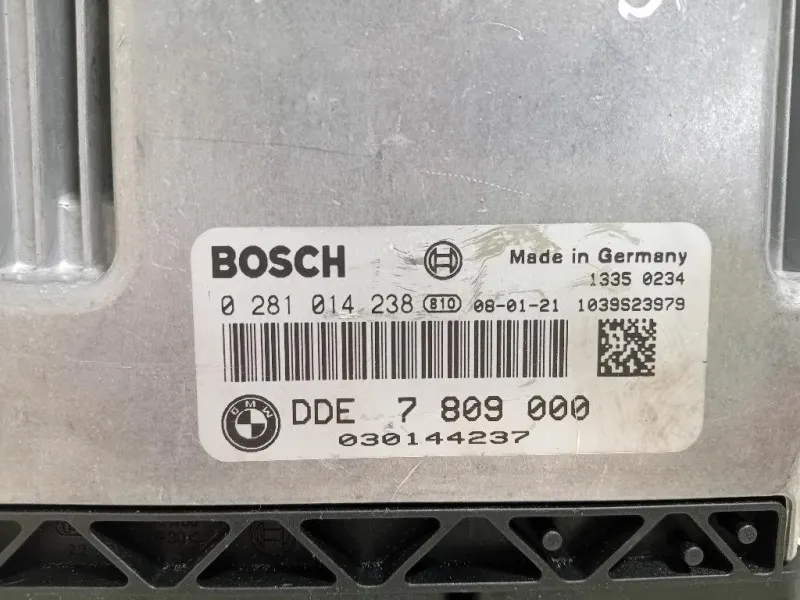 BOSCH Made in Germany
1335 0234
0 281 014 238 810 08-01-21 1039S23979
BMW DDE 7 809 000
030144237